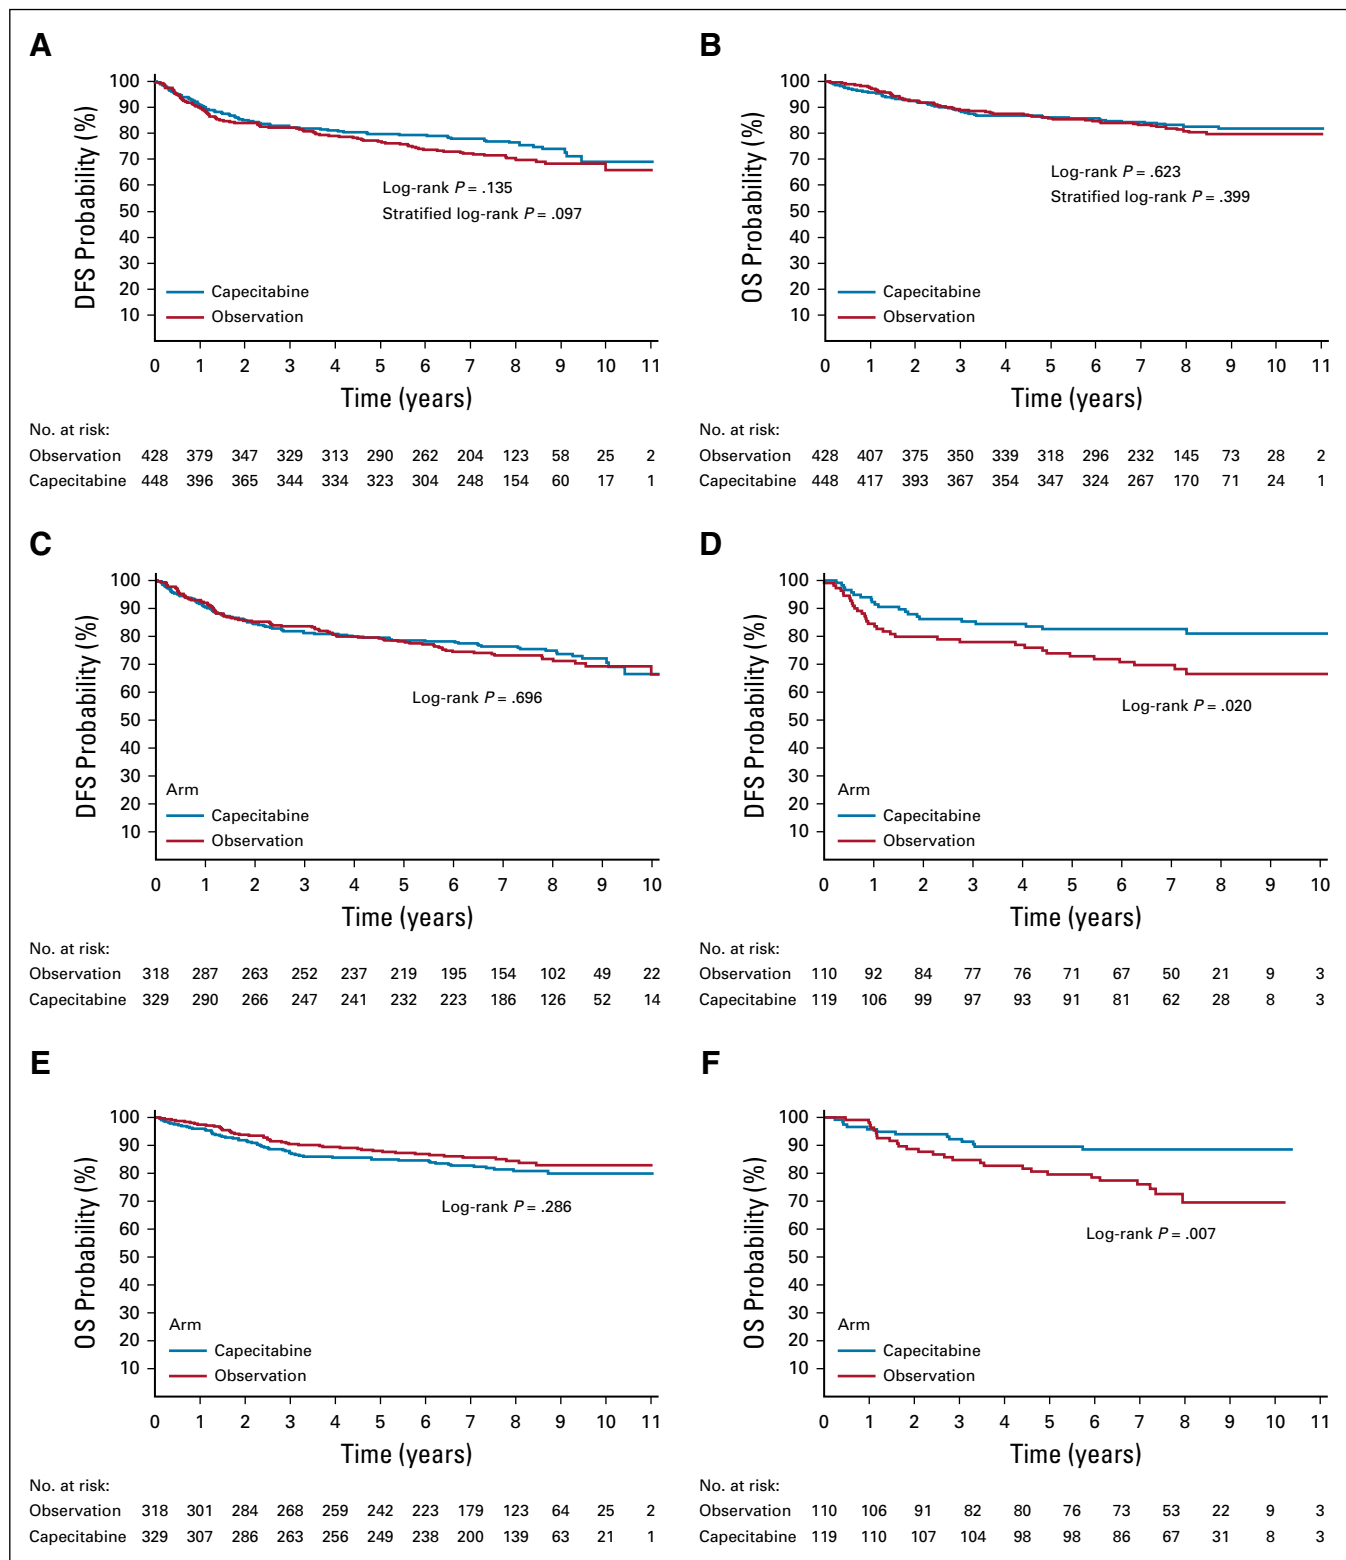 A
DFS Probability (%)
100
90
80
70
60
50
40
30
20
10
Log-rank P = .135
Stratified log-rank P = .097
Capecitabine
Observation
0 1 2 3 4 5 6 7 8 9 10 11
Time (years)
No. at risk:
Observation 428 379 347 329 313 290 262 204 123 58 25 2
Capecitabine 448 396 365 344 334 323 304 248 154 60 17 1
B
OS Probability (%)
100
90
80
70
60
50
40
30
20
10
Log-rank P = .623
Stratified log-rank P = .399
Capecitabine
Observation
0 1 2 3 4 5 6 7 8 9 10 11
Time (years)
No. at risk:
Observation 428 407 375 350 339 318 296 232 145 73 28 2
Capecitabine 448 417 393 367 354 347 324 267 170 71 24 1
C
DFS Probability (%)
100
90
80
70
60
50
40
30
20
10
Log-rank P = .696
Arm
Capecitabine
Observation
0 1 2 3 4 5 6 7 8 9 10
Time (years)
No. at risk:
Observation 318 287 263 252 237 219 195 154 102 49 22
Capecitabine 329 290 266 247 241 232 223 186 126 52 14
D
DFS Probability (%)
100
90
80
70
60
50
40
30
20
10
Log-rank P = .020
Arm
Capecitabine
Observation
0 1 2 3 4 5 6 7 8 9 10
Time (years)
No. at risk:
Observation 110 92 84 77 76 71 67 50 21 9 3
Capecitabine 119 106 99 97 93 91 81 62 28 8 3
E
OS Probability (%)
100
90
80
70
60
50
40
30
20
10
Log-rank P = .286
Arm
Capecitabine
Observation
0 1 2 3 4 5 6 7 8 9 10 11
Time (years)
No. at risk:
Observation 318 301 284 268 259 242 223 179 123 64 25 2
Capecitabine 329 307 286 263 256 249 238 200 139 63 21 1
F
OS Probability (%)
100
90
80
70
60
50
40
30
20
10
Log-rank P = .007
Arm
Capecitabine
Observation
0 1 2 3 4 5 6 7 8 9 10 11
Time (years)
No. at risk:
Observation 110 106 91 82 80 76 73 53 22 9 3
Capecitabine 119 110 107 104 98 98 86 67 31 8 3